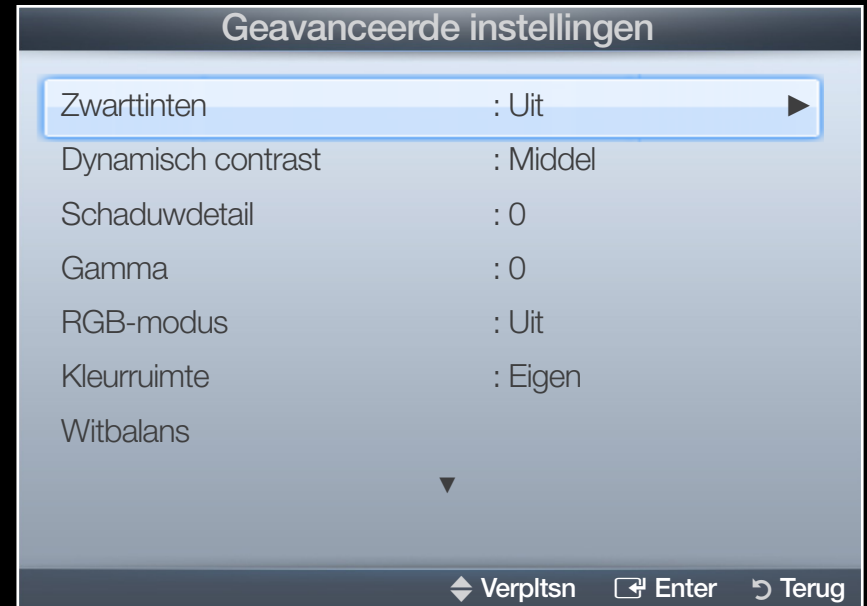 Geavanceerde instellingen
Zwarttinten : Uit ►
Dynamisch contrast : Middel
Schaduwdetail : 0
Gamma : 0
RGB-modus : Uit
Kleurruimte : Eigen
Witbalans
▼
Verpltsn Enter Terug